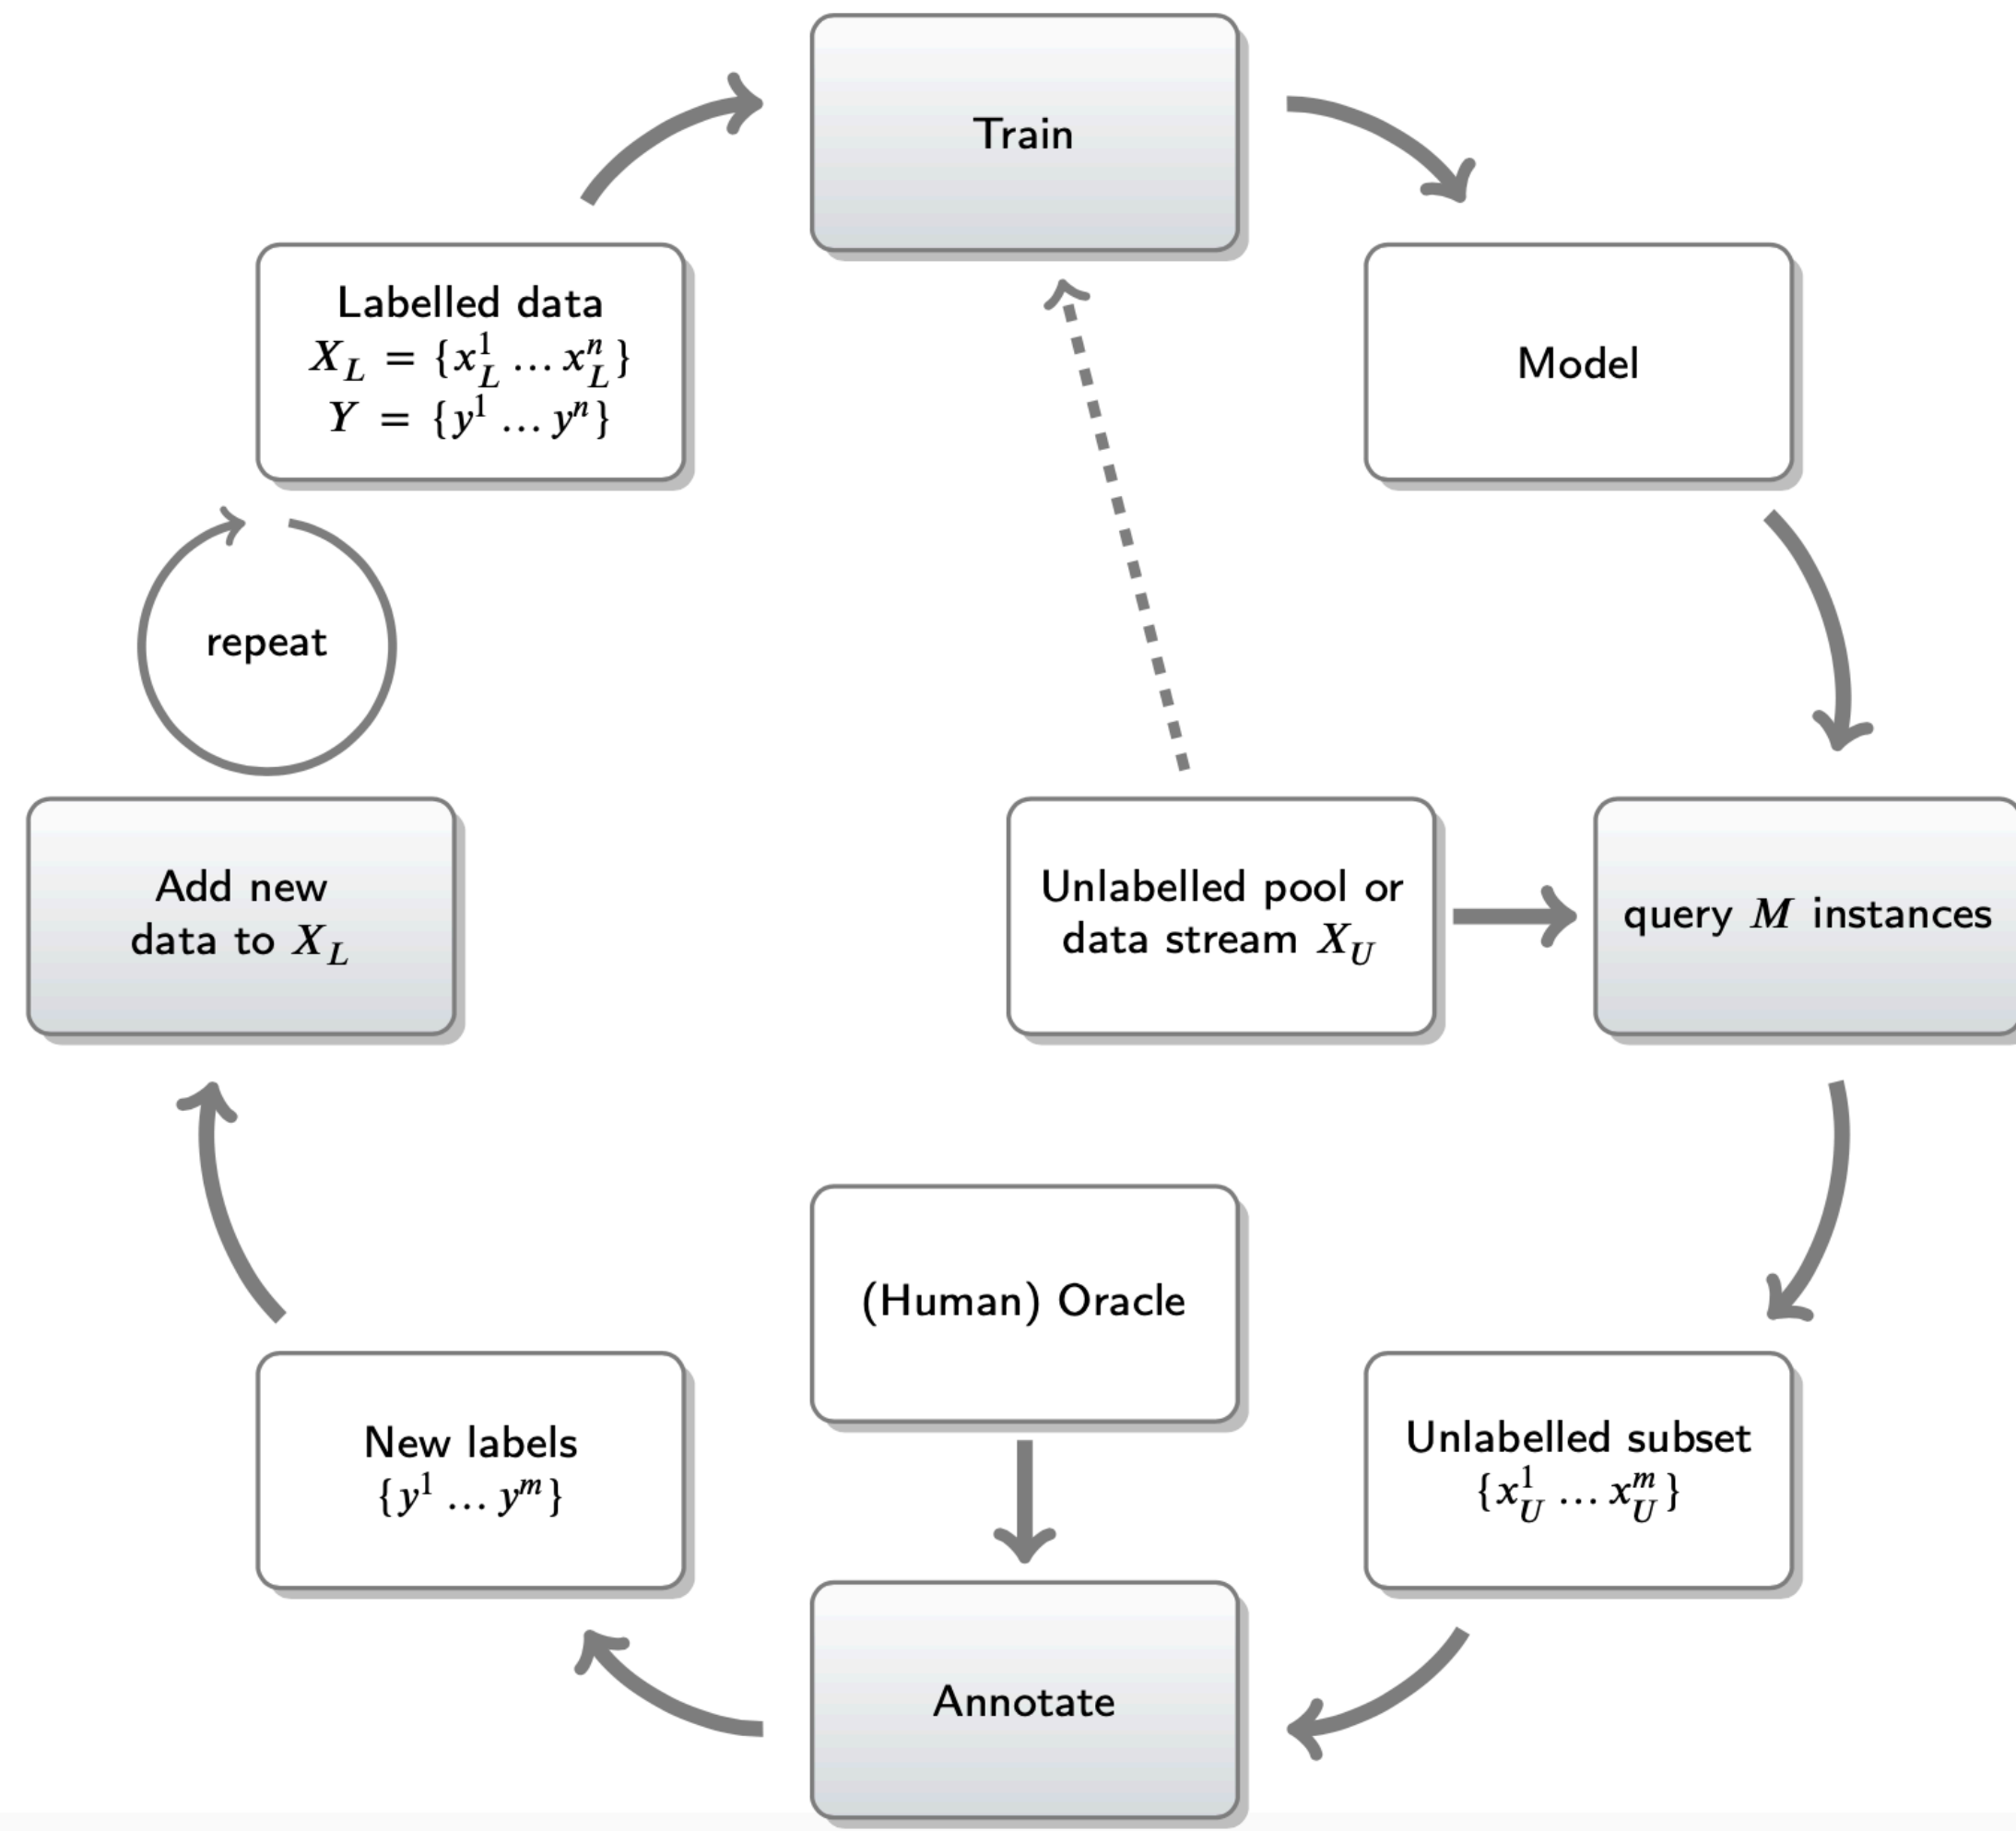 Train
Labelled data
X_L = {x_L^1 … x_L^n}
Y = {y^1 … y^n}
Model
repeat
Add new
data to X_L
Unlabelled pool or
data stream X_U
query M instances
(Human) Oracle
New labels
{y^1 … y^m}
Unlabelled subset
{x_U^1 … x_U^m}
Annotate